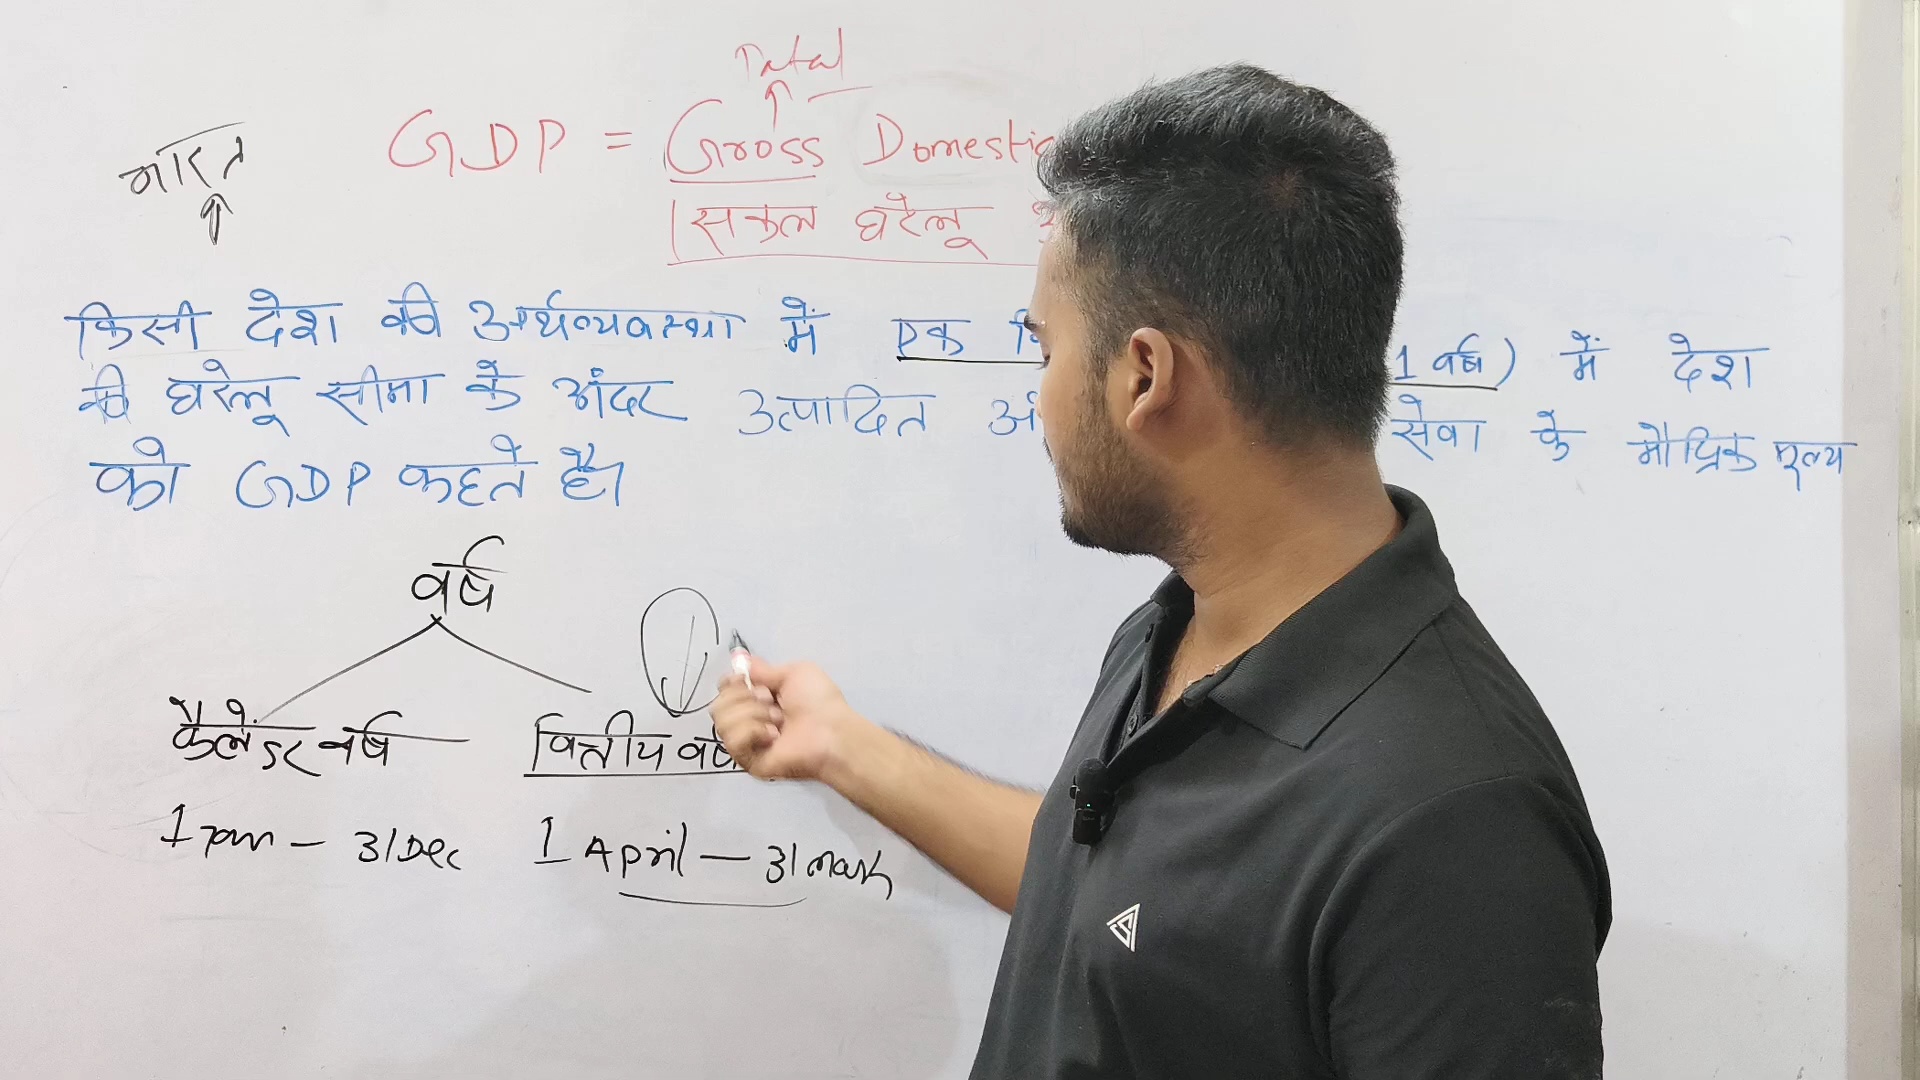 Total
भारत
GDP = Gross Domestic
सकल घरेलू
किसी देश की अर्थव्यवस्था में एक 1 वर्ष) में देश
की घरेलू सीमा के अंदर उत्पादित सेवा के मौद्रिक मूल्य
को GDP कहते है।
वर्ष
कैलेंडर वर्ष वित्तीय वर्ष
1 Jan - 31 Dec 1 April - 31 March